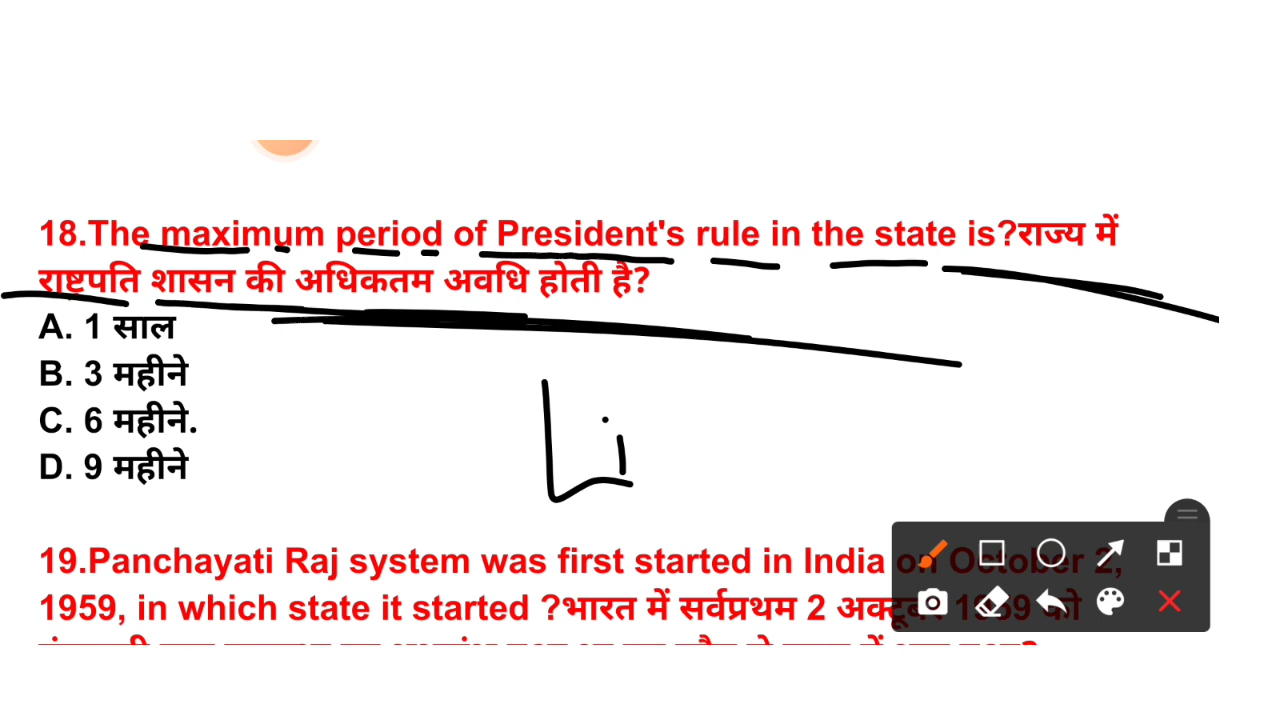 18.The maximum period of President's rule in the state is?राज्य में
राष्टपति शासन की अधिकतम अवधि होती है?
A. 1 साल
B. 3 महीने
C. 6 महीने.
D. 9 महीने
19.Panchayati Raj system was first started in India on October 2,
1959, in which state it started ?भारत में सर्वप्रथम 2 अक्टूबर 1959 को